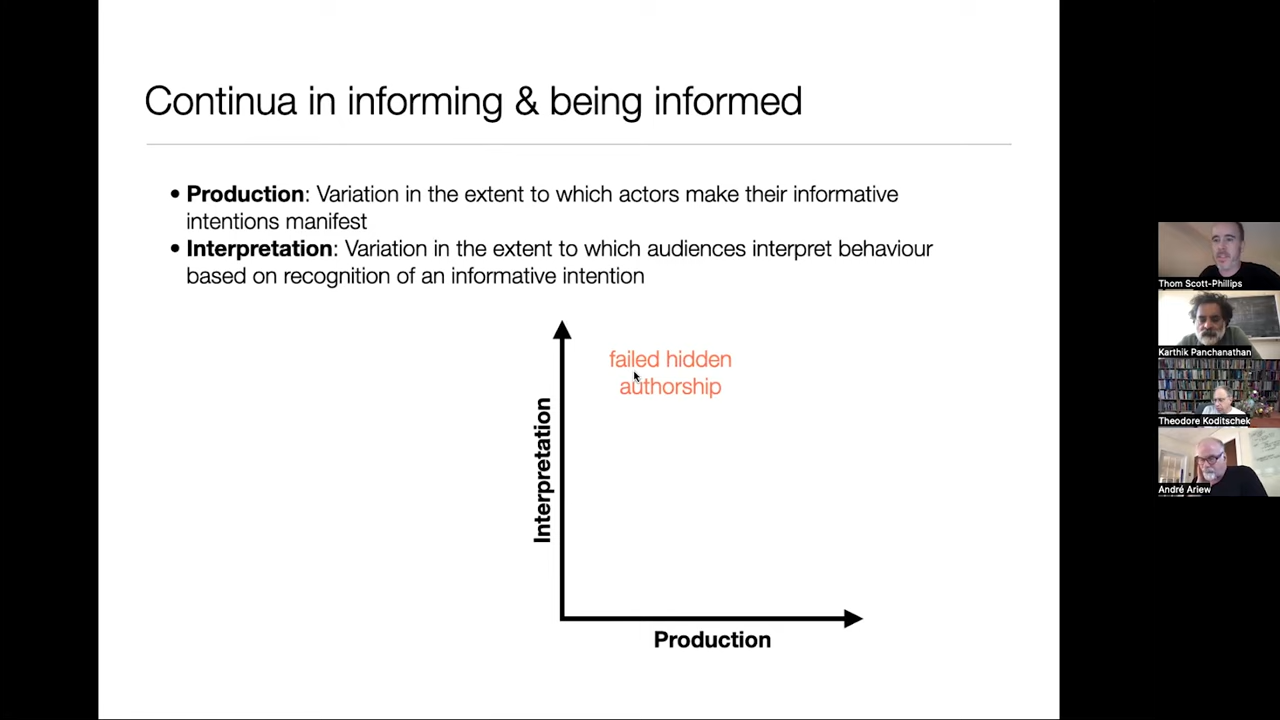 Continua in informing & being informed
• Production: Variation in the extent to which actors make their informative
intentions manifest
• Interpretation: Variation in the extent to which audiences interpret behaviour
based on recognition of an informative intention
failed hidden
authorship
Interpretation
Production
Thom Scott-Phillips
Karthik Panchanathan
Theodore Koditschek
André Ariew